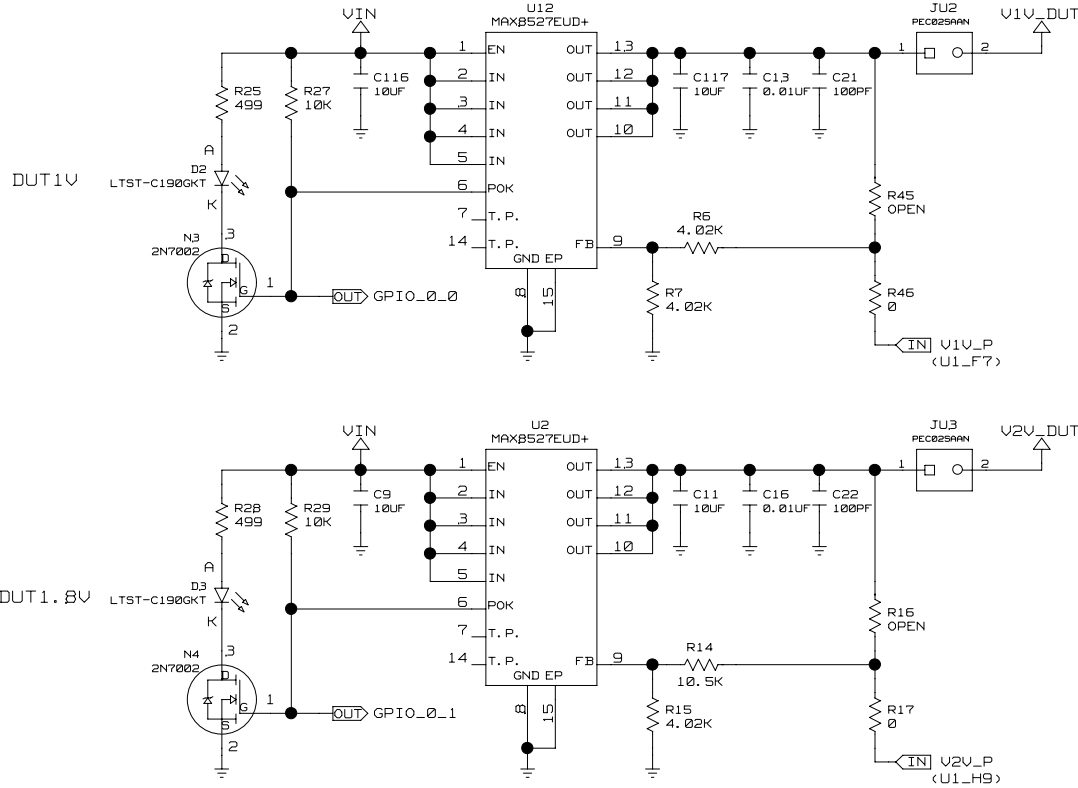 DUT1V
VIN
U12
MAX8527EUD+
JU2
PEC02SAAN
V1V_DUT
1 EN
2 IN
3 IN
4 IN
5 IN
6 POK
7 T.P.
14 T.P.
OUT 13
OUT 12
OUT 11
OUT 10
FB 9
GND EP
8
15
1
2
R25
499
R27
10K
C116
10UF
C117
10UF
C13
0.01UF
C21
100PF
A
D2
LTST-C190GKT
K
N3
2N7002
3
D
G
S
1
2
OUT GPIO_0_0
R6
4.02K
R7
4.02K
R45
OPEN
R46
0
IN V1V_P
(U1_F7)
DUT1.8V
VIN
U2
MAX8527EUD+
JU3
PEC02SAAN
V2V_DUT
1 EN
2 IN
3 IN
4 IN
5 IN
6 POK
7 T.P.
14 T.P.
OUT 13
OUT 12
OUT 11
OUT 10
FB 9
GND EP
8
15
1
2
R28
499
R29
10K
C9
10UF
C11
10UF
C16
0.01UF
C22
100PF
A
D3
LTST-C190GKT
K
N4
2N7002
3
D
G
S
1
2
OUT GPIO_0_1
R14
10.5K
R15
4.02K
R16
OPEN
R17
0
IN V2V_P
(U1_H9)